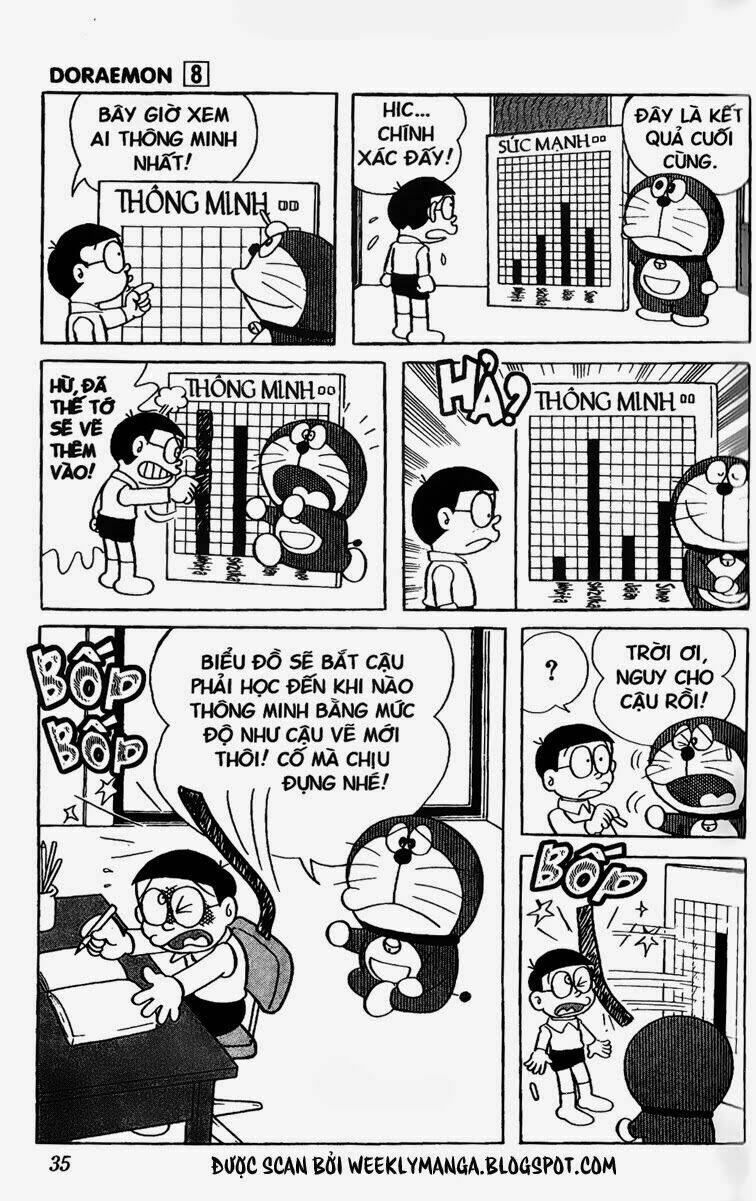 DORAEMON 8
ĐÂY LÀ KẾT
QUẢ CUỐI
CÙNG.
HIC...
CHÍNH
XÁC ĐẤY!
SỨC MẠNH
BÂY GIỜ XEM
AI THÔNG MINH
NHẤT!
THÔNG MINH
HẢ?
THÔNG MINH
HỪ, ĐÃ
THẾ TỚ
SẼ VẼ
THÊM
VÀO!
THÔNG MINH
TRỜI ƠI,
NGUY CHO
CẬU RỒI!
?
BỐP
BIỂU ĐỒ SẼ BẮT CẬU
PHẢI HỌC ĐẾN KHI NÀO
THÔNG MINH BẰNG MỨC
ĐỘ NHƯ CẬU VẼ MỚI
THÔI! CỐ MÀ CHỊU
ĐỰNG NHÉ!
BỐP
BỐP
35
ĐƯỢC SCAN BỞI WEEKLYMANGA.BLOGSPOT.COM